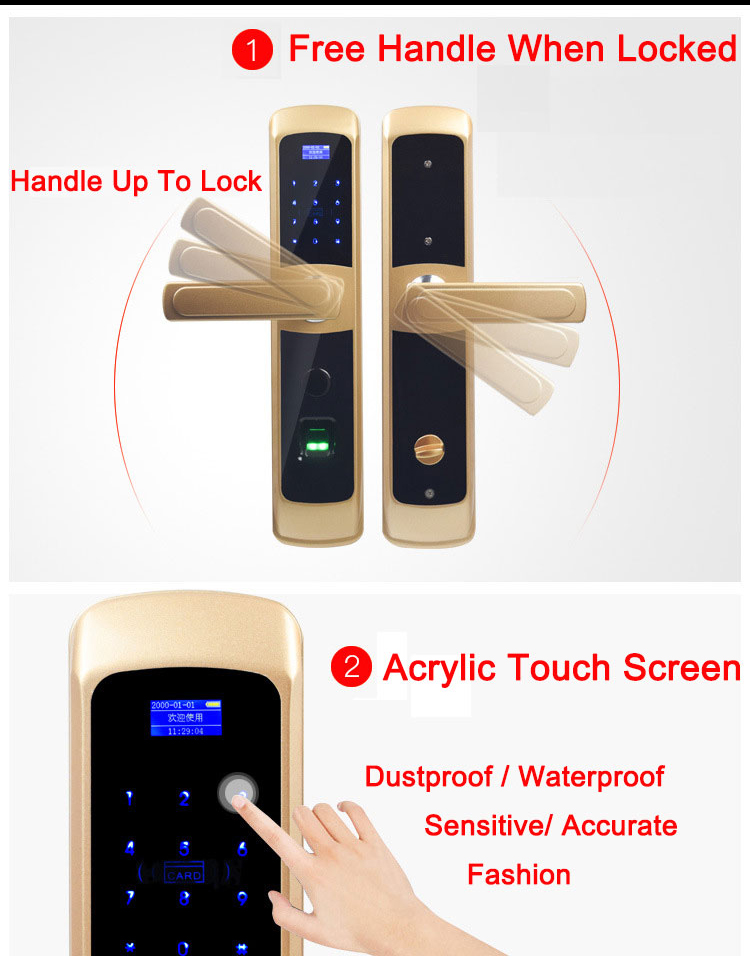 1 Free Handle When Locked
Handle Up To Lock
2 Acrylic Touch Screen
2000-01-01
欢迎使用
11:29:04
Dustproof / Waterproof
1 2
Sensitive/ Accurate
4 5 6
CARD
Fashion
7 8 9
* 0 #